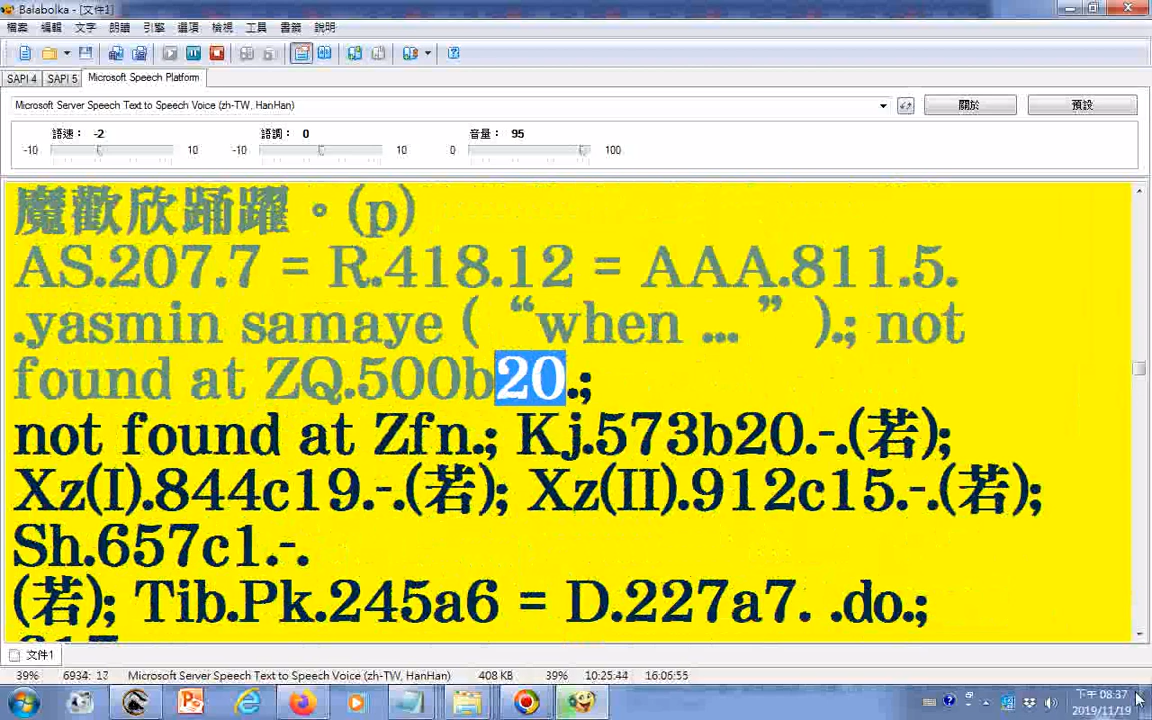 Balabolka - [文件1]
檔案 編輯 文字 朗讀 引擎 選項 檢視 工具 書籤 說明
SAPI 4 SAPI 5 Microsoft Speech Platform
Microsoft Server Speech Text to Speech Voice (zh-TW, HanHan) 關於 預設
語速： -2 語調： 0 音量： 95
-10 10 -10 10 0 100
魔歡欣踊躍。(p)
AS.207.7 = R.418.12 = AAA.811.5.
.yasmin samaye (“when ... ”).; not
found at ZQ.500b20.;
not found at Zfn.; Kj.573b20.-.(若);
Xz(I).844c19.-.(若); Xz(II).912c15.-.(若);
Sh.657c1.-.
(若); Tib.Pk.245a6 = D.227a7. .do.;
文件1
39% 6934: 13 Microsoft Server Speech Text to Speech Voice (zh-TW, HanHan) 408 KB 39% 10:25:44 16:06:55
下午 08:37
2019/11/19